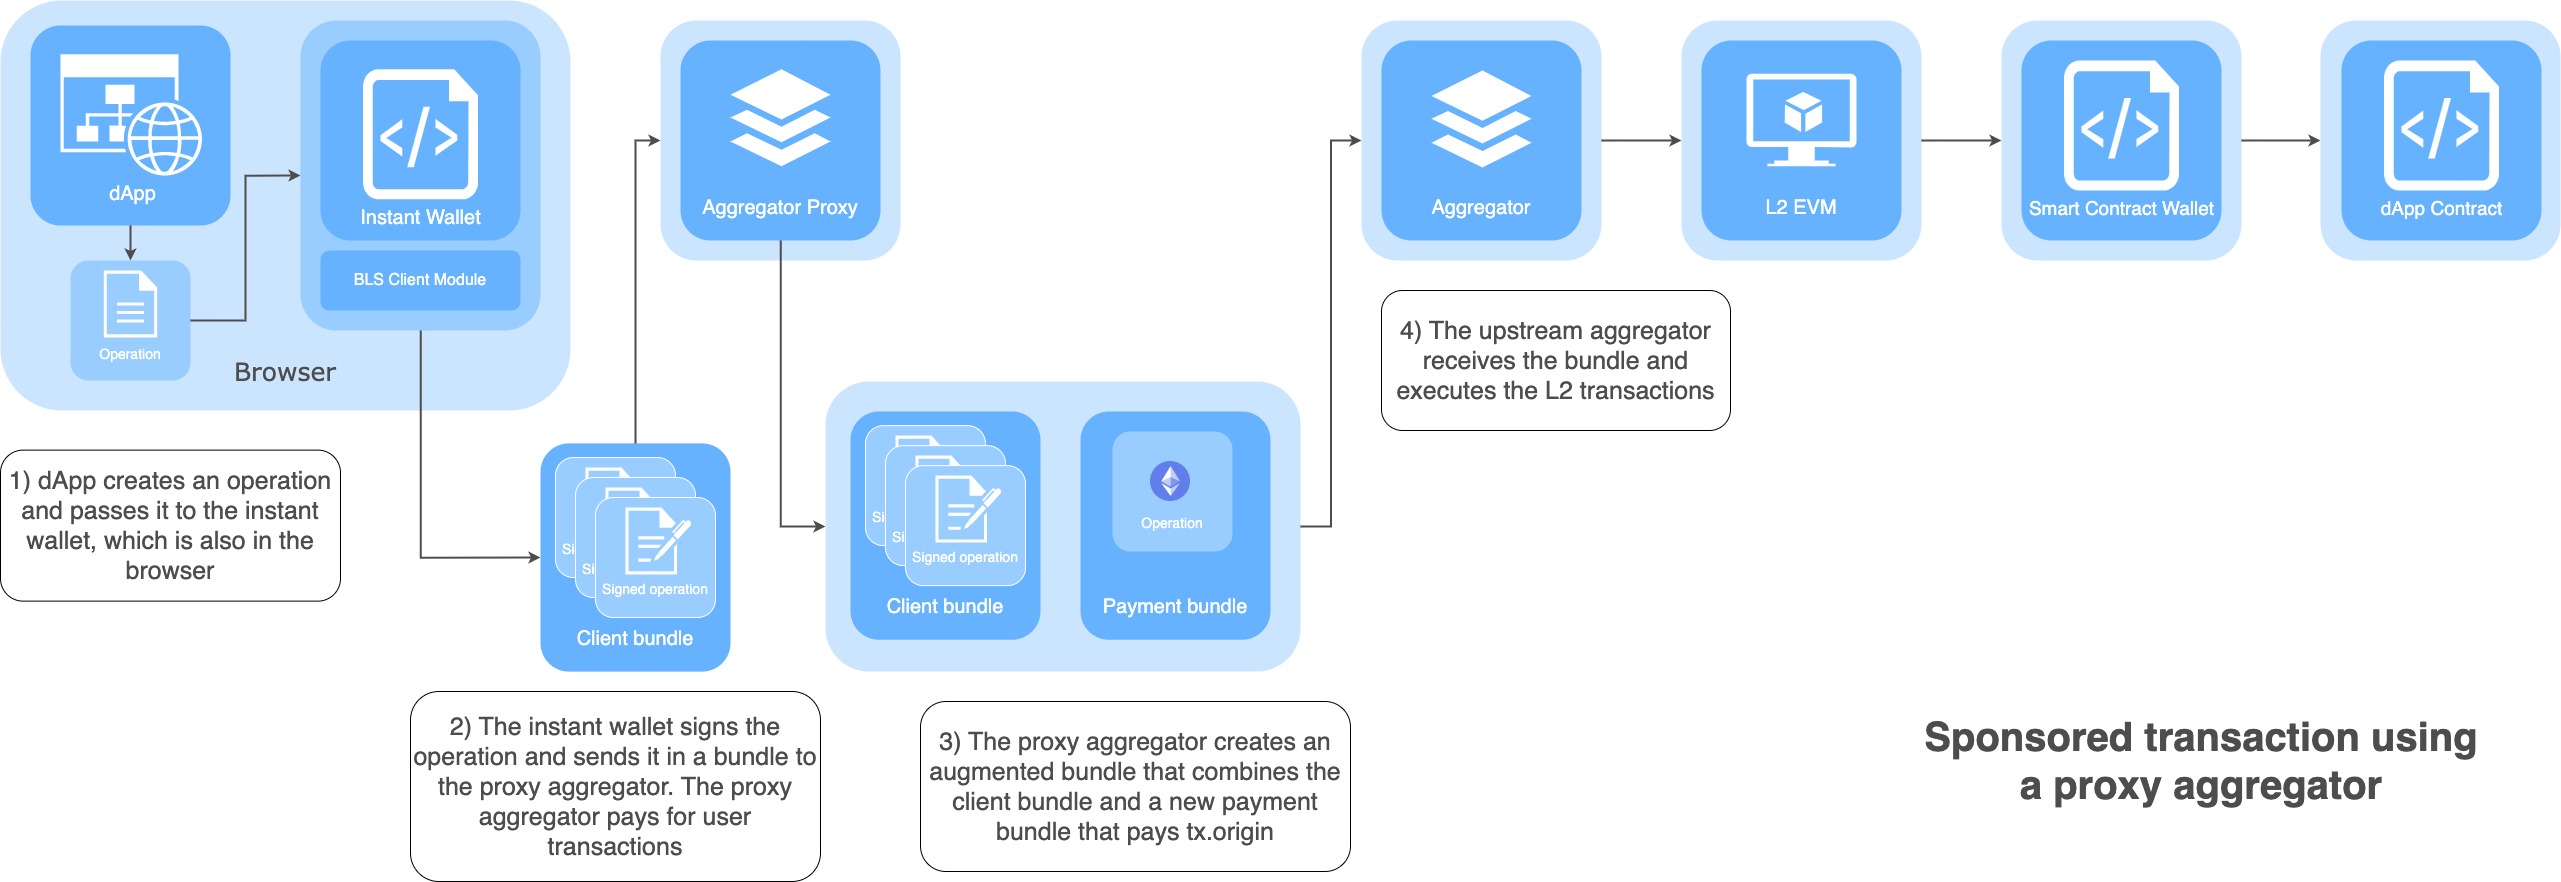 dApp
Instant Wallet
BLS Client Module
Operation
Browser
Aggregator Proxy
Aggregator
L2 EVM
Smart Contract Wallet
dApp Contract
1) dApp creates an operation
and passes it to the instant
wallet, which is also in the
browser
Si
Si
Signed operation
Client bundle
2) The instant wallet signs the
operation and sends it in a bundle to
the proxy aggregator. The proxy
aggregator pays for user
transactions
Si
Si
Signed operation
Client bundle
Operation
Payment bundle
3) The proxy aggregator creates an
augmented bundle that combines the
client bundle and a new payment
bundle that pays tx.origin
4) The upstream aggregator
receives the bundle and
executes the L2 transactions
Sponsored transaction using
a proxy aggregator